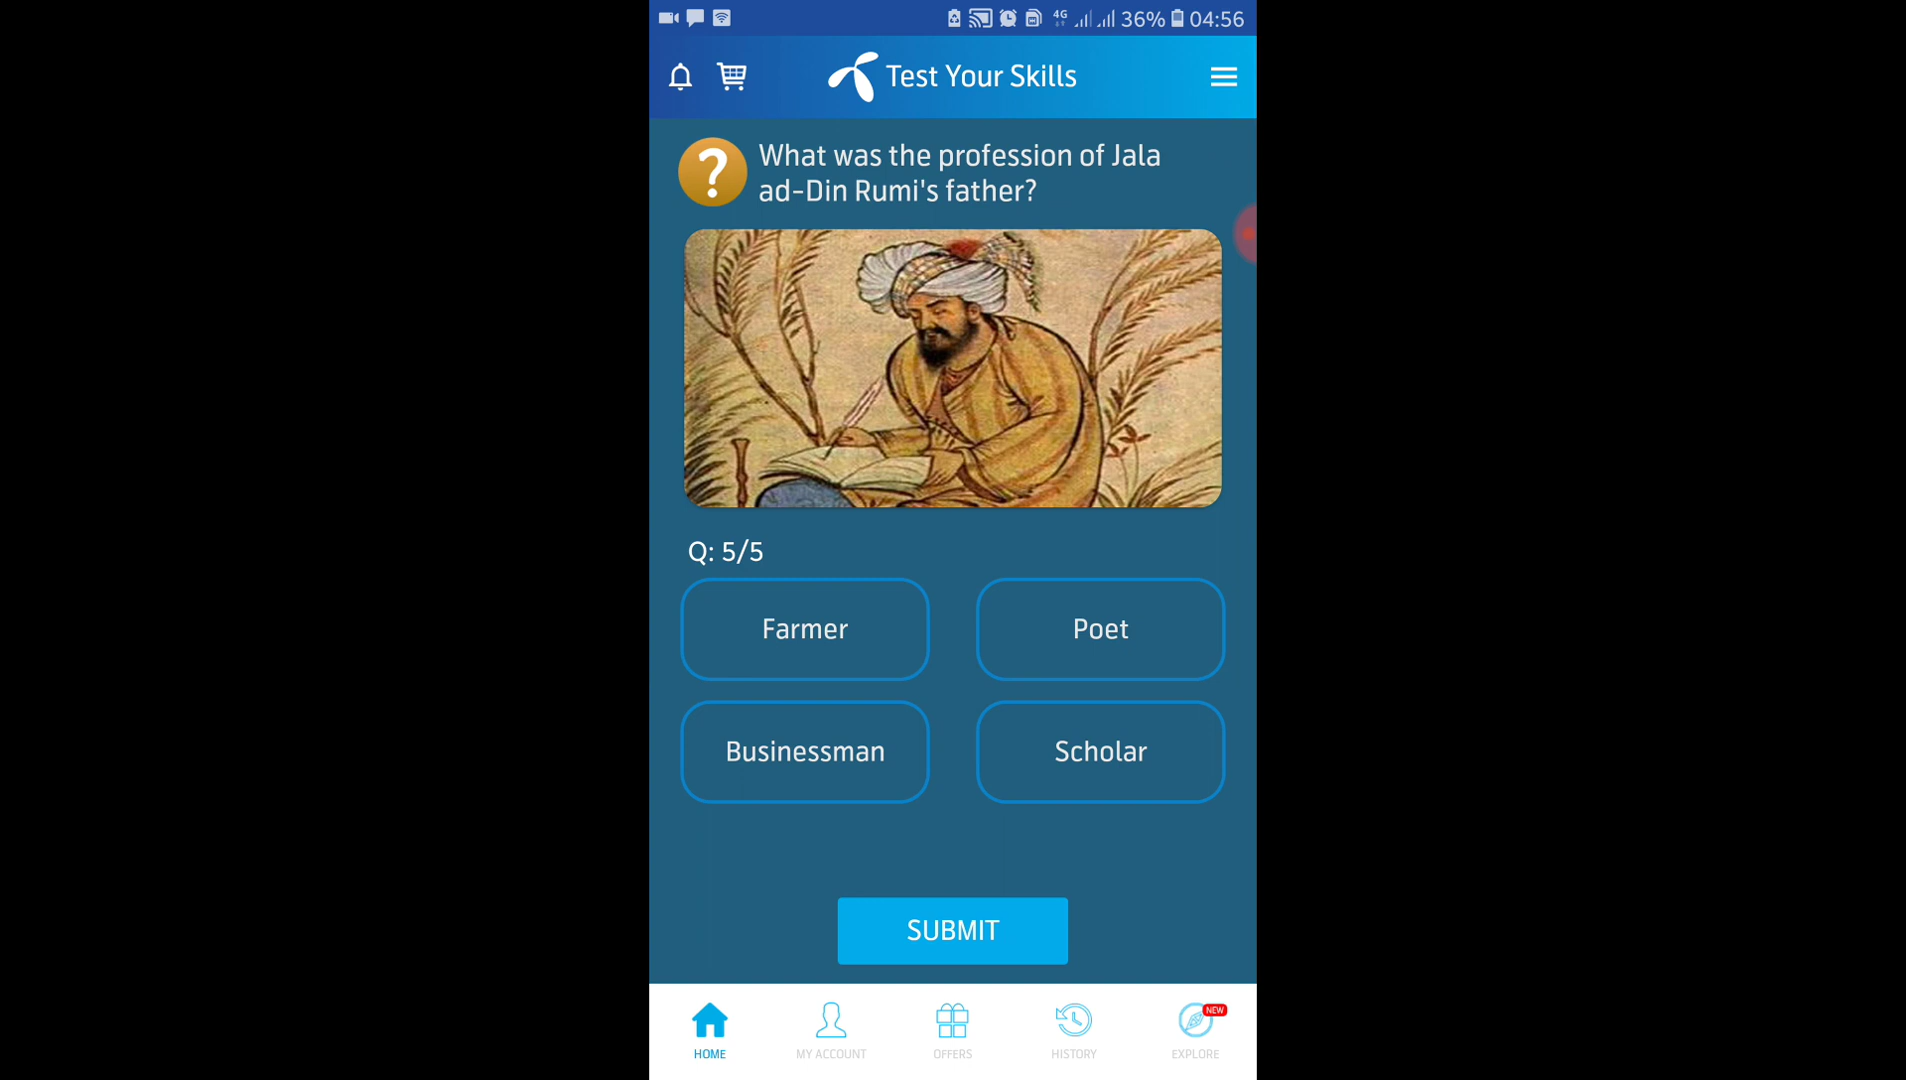 4G 36% 04:56
Test Your Skills
What was the profession of Jala
ad-Din Rumi's father?
Q: 5/5
Farmer
Poet
Businessman
Scholar
SUBMIT
NEW
HOME
MY ACCOUNT
OFFERS
HISTORY
EXPLORE